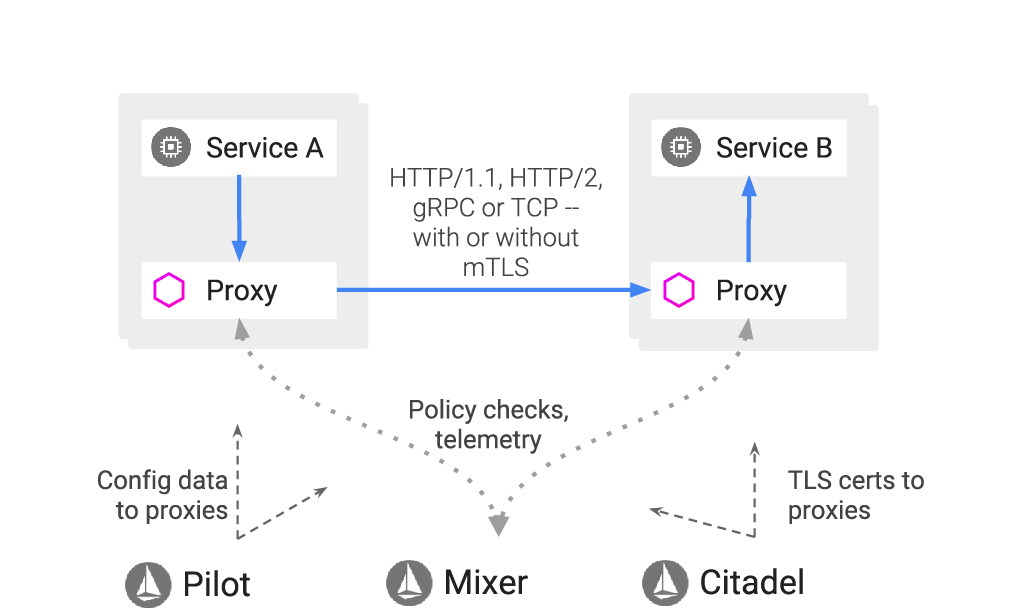 Service A
Service B
HTTP/1.1, HTTP/2,
gRPC or TCP --
with or without
mTLS
Proxy
Proxy
Policy checks,
telemetry
Config data
to proxies
TLS certs to
proxies
Pilot
Mixer
Citadel